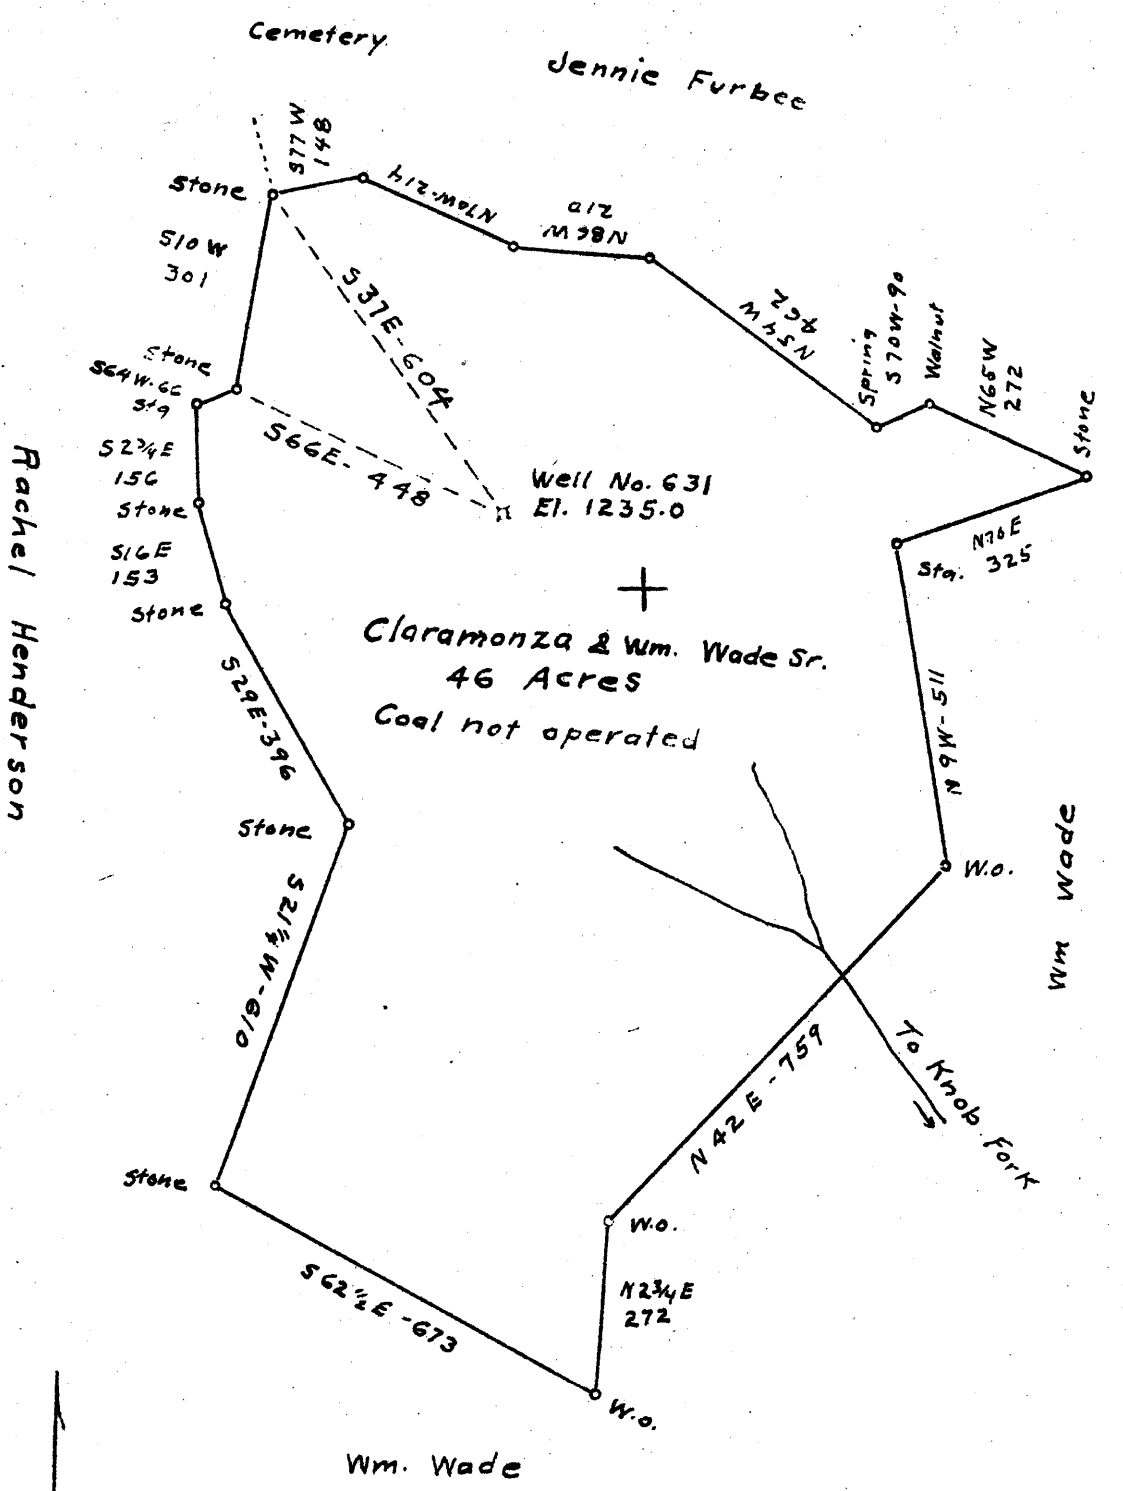 Cemetery
Jennie Furbee
S77W
148
Stone
N70W-214
N86W
210
S10W
301
S37E-604
N54W
462
Spring
S70W-90
Walnut
N65W
272
Stone
Stone
S64W-66
Sta
S66E-448
S2¾E
156
Stone
Well No. 631
El. 1235.0
N70E
325
Sta.
S16E
153
Stone
Rachel Henderson
Claramonza & Wm. Wade Sr.
46 Acres
Coal not operated
S29E-396
N9W-511
Stone
W.O.
Wm Wade
S21¼W-610
To Knob Fork
N42E-759
Stone
W.O.
S62½E-673
N2¾E
272
W.O.
Wm. Wade